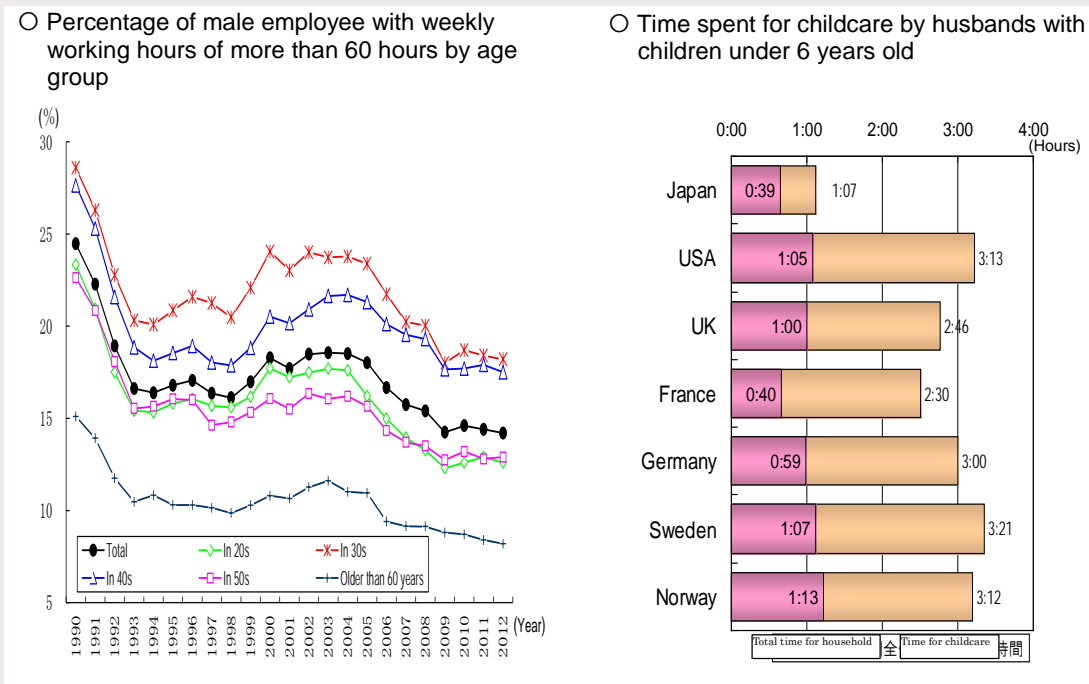 ○ Percentage of male employee with weekly
working hours of more than 60 hours by age
group
(%)
30
25
20
15
10
5
Total
In 20s
In 30s
In 40s
In 50s
Older than 60 years
1990
1991
1992
1993
1994
1995
1996
1997
1998
1999
2000
2001
2002
2003
2004
2005
2006
2007
2008
2009
2010
2011
2012
(Year)
○ Time spent for childcare by husbands with
children under 6 years old
0:00 1:00 2:00 3:00 4:00
(Hours)
Japan 0:39 1:07
USA 1:05 3:13
UK 1:00 2:46
France 0:40 2:30
Germany 0:59 3:00
Sweden 1:07 3:21
Norway 1:13 3:12
Total time for household 全 Time for childcare 時間